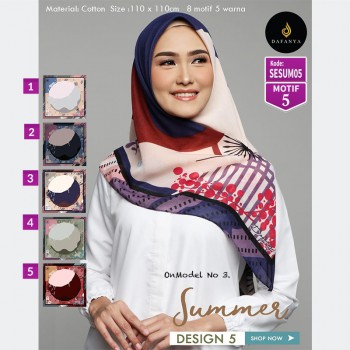 Material: Cotton  Size :110 x 110cm  8 motif 5 warna
DAFANYA
Kode:
SESUM05
MOTIF
5
1
2
3
4
5
OnModel No 3.
Summer
DESIGN 5
SHOP NOW